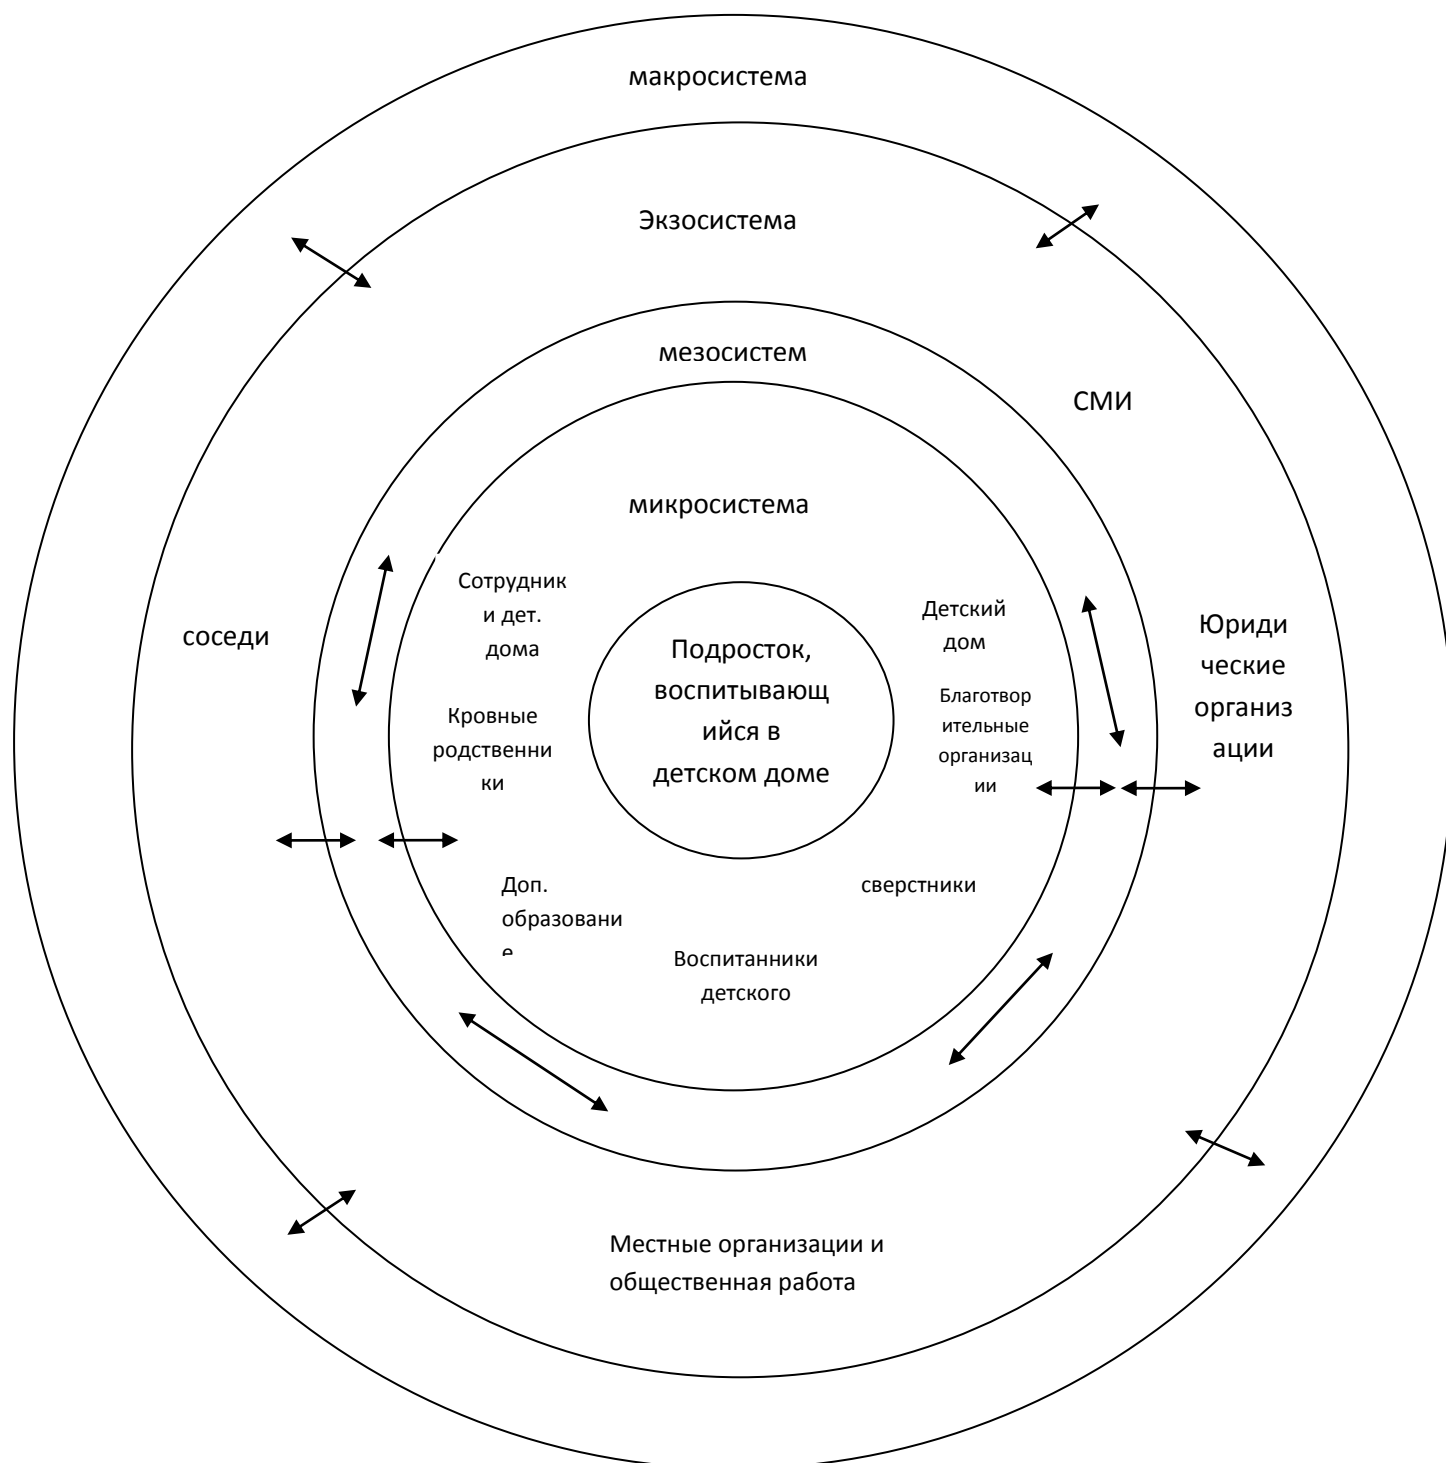 макросистема
Экзосистема
мезосистем
СМИ
микросистема
Сотрудник
и дет.
дома
Детский
дом
соседи
Подросток,
воспитывающ
ийся в
детском доме
Юриди
ческие
организ
ации
Кровные
родственни
ки
Благотвор
ительные
организац
ии
Доп.
образовани
е
сверстники
Воспитанники
детского
Местные организации и
общественная работа